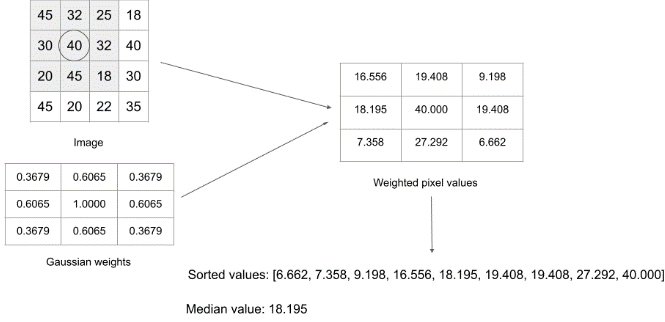 45 32 25 18
30 40 32 40
20 45 18 30
45 20 22 35
Image
0.3679 0.6065 0.3679
0.6065 1.0000 0.6065
0.3679 0.6065 0.3679
Gaussian weights
16.556 19.408 9.198
18.195 40.000 19.408
7.358 27.292 6.662
Weighted pixel values
Sorted values: [6.662, 7.358, 9.198, 16.556, 18.195, 19.408, 19.408, 27.292, 40.000]
Median value: 18.195